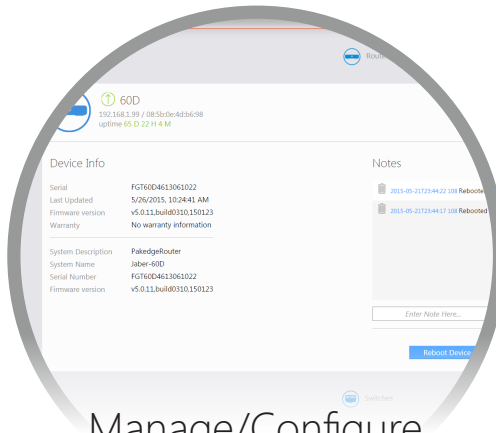 Route
60D
192.168.1.99 / 08:5b:0e:4d:b6:98
uptime 65 D 22 H 4 M
Device Info
Notes
Serial FGT60D4613061022
Last Updated 5/26/2015, 10:24:41 AM
Firmware version v5.0.11,build0310,150123
Warranty No warranty information
2015-05-21T23:44:22 108 Rebooted
2015-05-21T23:44:17 108 Rebooted
System Description PakedgeRouter
System Name Jaber-60D
Serial Number FGT60D4613061022
Firmware version v5.0.11,build0310,150123
Enter Note Here...
Reboot Device
Switches
Manage/Configure